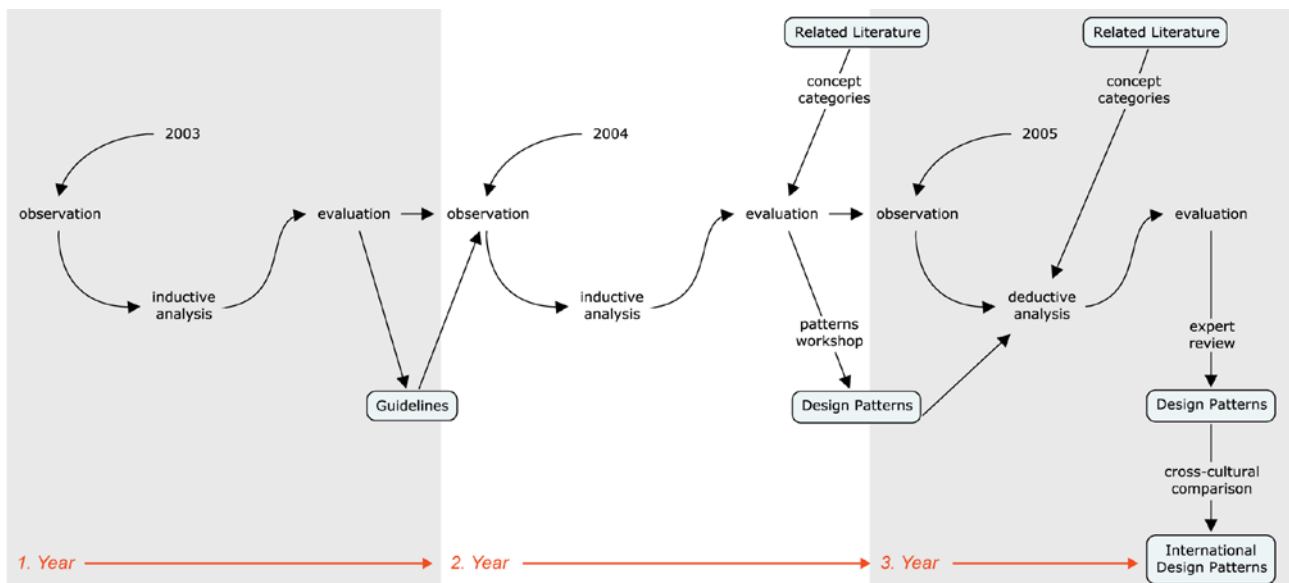 Related Literature
Related Literature
concept
categories
concept
categories
2003
2004
2005
observation
evaluation
observation
evaluation
observation
evaluation
inductive
analysis
inductive
analysis
deductive
analysis
patterns
workshop
expert
review
Guidelines
Design Patterns
Design Patterns
cross-cultural
comparison
1. Year
2. Year
3. Year
International
Design Patterns